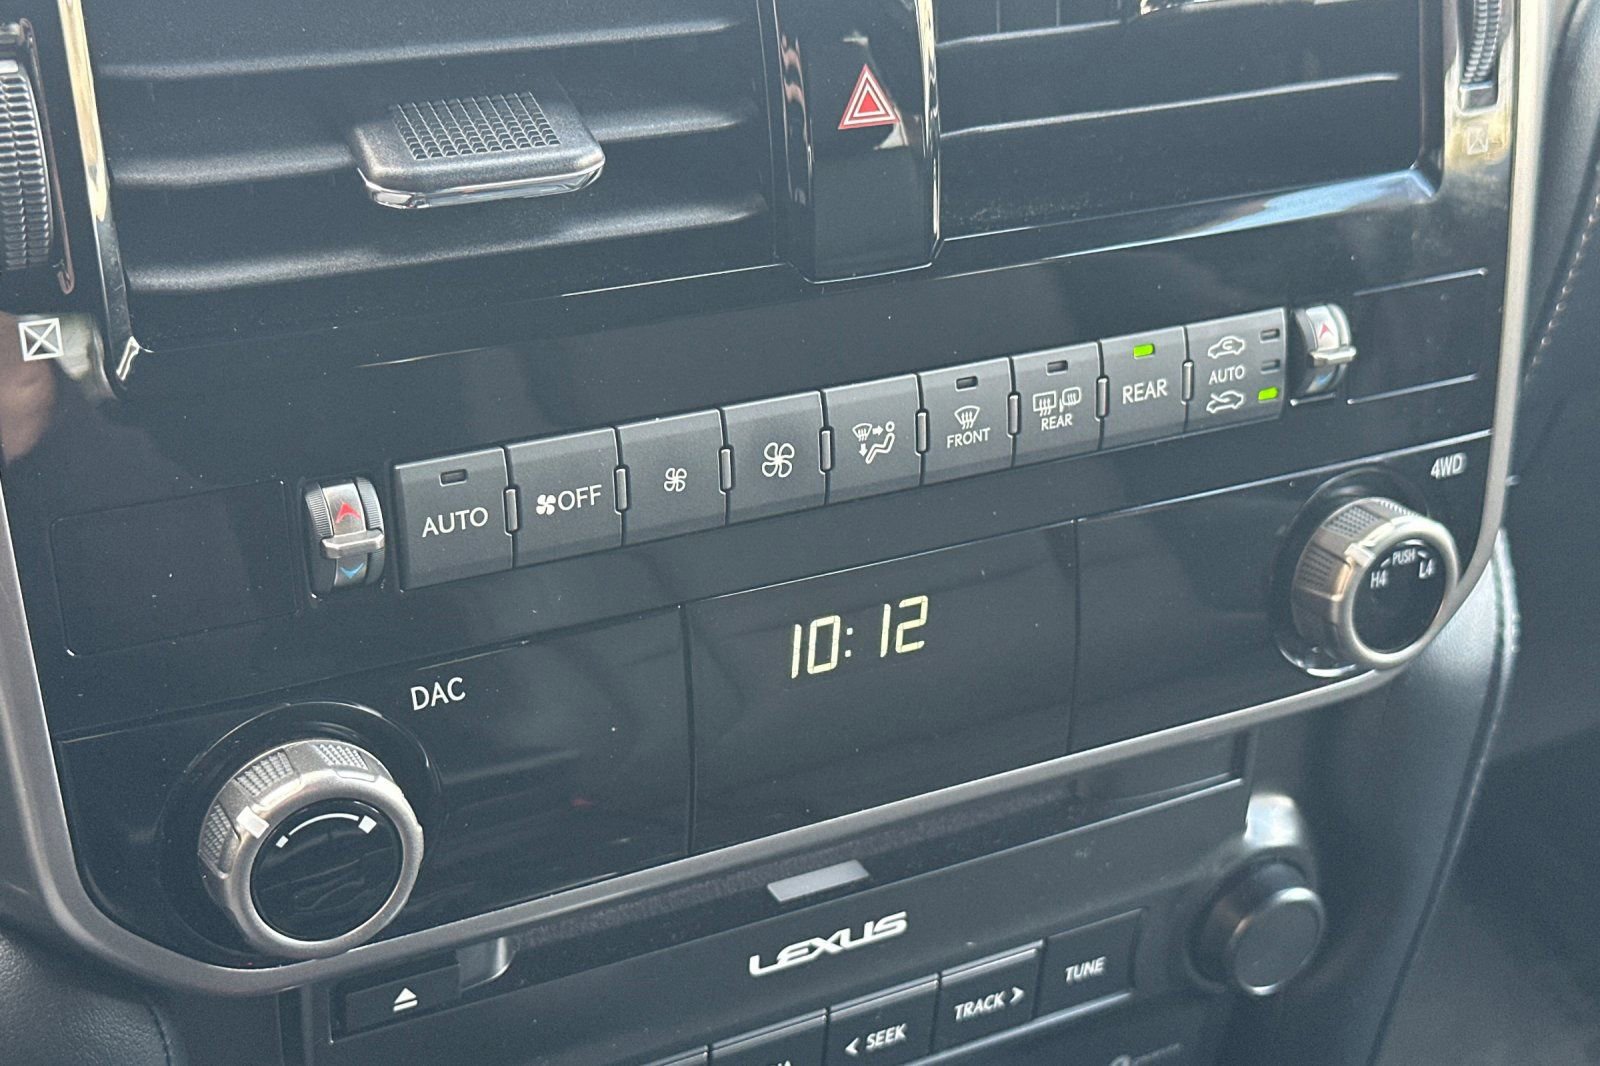 AUTO
OFF
FRONT
REAR
REAR
AUTO
4WD
PUSH
H4 L4
10:12
DAC
LEXUS
< SEEK
TRACK >
TUNE